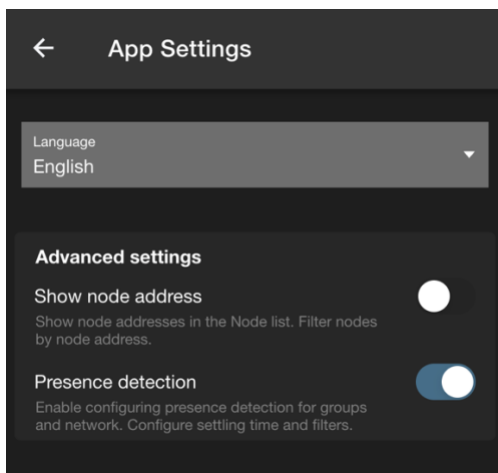 App Settings
Language
English
Advanced settings
Show node address
Show node addresses in the Node list. Filter nodes
by node address.
Presence detection
Enable configuring presence detection for groups
and network. Configure settling time and filters.